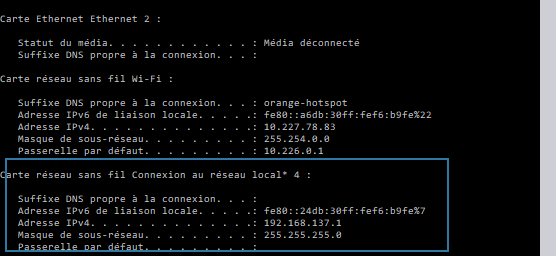 Carte Ethernet Ethernet 2 :
Statut du média. . . . . . . . . . . . : Média déconnecté
Suffixe DNS propre à la connexion. . . :
Carte réseau sans fil Wi-Fi :
Suffixe DNS propre à la connexion. . . : orange-hotspot
Adresse IPv6 de liaison locale. . . . .: fe80::a6db:30ff:fef6:b9fe%22
Adresse IPv4. . . . . . . . . . . . . .: 10.227.78.83
Masque de sous-réseau. . . . . . . . . : 255.254.0.0
Passerelle par défaut. . . . . . . . . : 10.226.0.1
Carte réseau sans fil Connexion au réseau local* 4 :
Suffixe DNS propre à la connexion. . . :
Adresse IPv6 de liaison locale. . . . .: fe80::24db:30ff:fef6:b9fe%7
Adresse IPv4. . . . . . . . . . . . . .: 192.168.137.1
Masque de sous-réseau. . . . . . . . . : 255.255.255.0
Passerelle par défaut. . . . . . . . . :